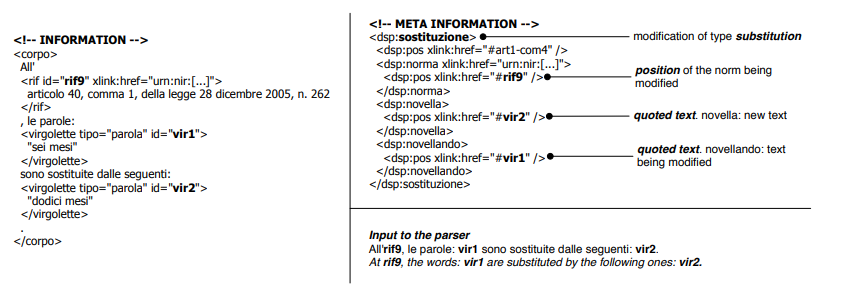 <!-- INFORMATION -->
<corpo>
All'
<rif id="rif9" xlink:href="urn:nir:[...]">
articolo 40, comma 1, della legge 28 dicembre 2005, n. 262
</rif>
, le parole:
<virgolette tipo="parola" id="vir1">
"sei mesi"
</virgolette>
sono sostituite dalle seguenti:
<virgolette tipo="parola" id="vir2">
"dodici mesi"
</virgolette>
.
</corpo>
<!-- META INFORMATION -->
<dsp:sostituzione>
<dsp:pos xlink:href="#art1-com4" />
<dsp:norma xlink:href="urn:nir:[...]">
<dsp:pos xlink:href="#rif9" />
</dsp:norma>
<dsp:novella>
<dsp:pos xlink:href="#vir2" />
</dsp:novella>
<dsp:novellando>
<dsp:pos xlink:href="#vir1" />
</dsp:novellando>
</dsp:sostituzione>
modification of type substitution
position of the norm being
modified
quoted text. novella: new text
quoted text. novellando: text
being modified
Input to the parser
All'rif9, le parole: vir1 sono sostituite dalle seguenti: vir2.
At rif9, the words: vir1 are substituted by the following ones: vir2.